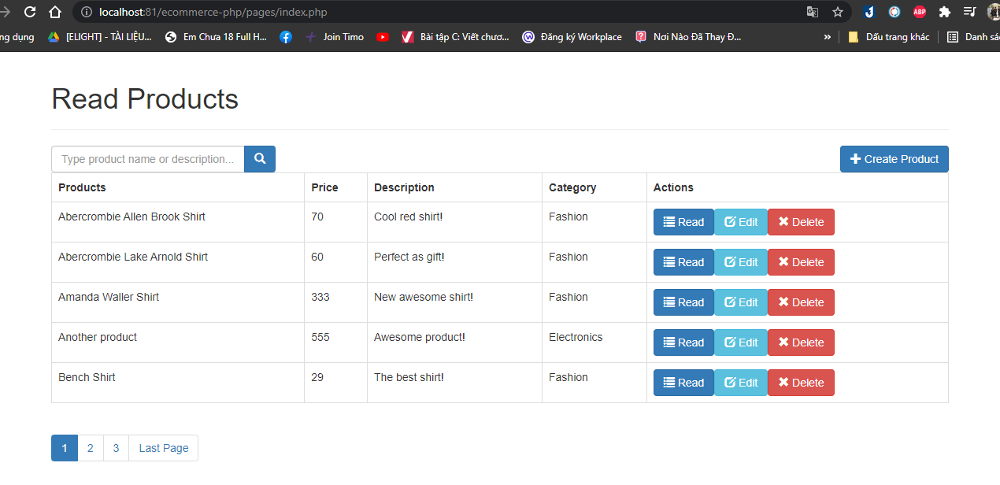 localhost:81/ecommerce-php/pages/index.php
ABP
ng dụng [ELIGHT] - TÀI LIỆU... Em Chưa 18 Full H... Join Timo Bài tập C: Viết chươ... Đăng ký Workplace Nơi Nào Đã Thay Đ... » Dấu trang khác Danh sá
Read Products
Type product name or description... Create Product
Products Price Description Category Actions
Abercrombie Allen Brook Shirt 70 Cool red shirt! Fashion Read Edit Delete
Abercrombie Lake Arnold Shirt 60 Perfect as gift! Fashion Read Edit Delete
Amanda Waller Shirt 333 New awesome shirt! Fashion Read Edit Delete
Another product 555 Awesome product! Electronics Read Edit Delete
Bench Shirt 29 The best shirt! Fashion Read Edit Delete
1 2 3 Last Page